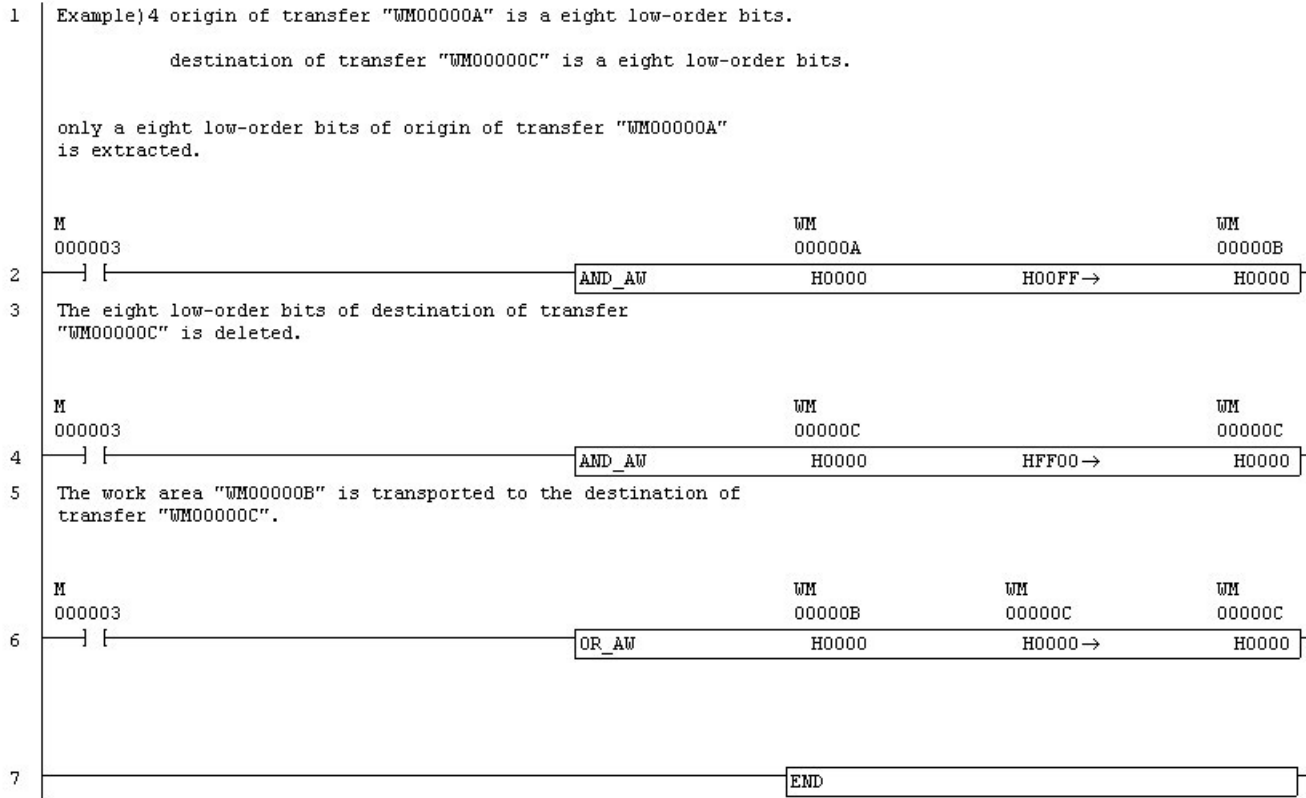 1 Example)4 origin of transfer "WM00000A" is a eight low-order bits.
destination of transfer "WM00000C" is a eight low-order bits.
only a eight low-order bits of origin of transfer "WM00000A"
is extracted.
M WM WM
000003 00000A 00000B
2 AND_AW H0000 H00FF→ H0000
3 The eight low-order bits of destination of transfer
"WM00000C" is deleted.
M WM WM
000003 00000C 00000C
4 AND_AW H0000 HFF00→ H0000
5 The work area "WM00000B" is transported to the destination of
transfer "WM00000C".
M WM WM WM
000003 00000B 00000C 00000C
6 OR_AW H0000 H0000→ H0000
7 END